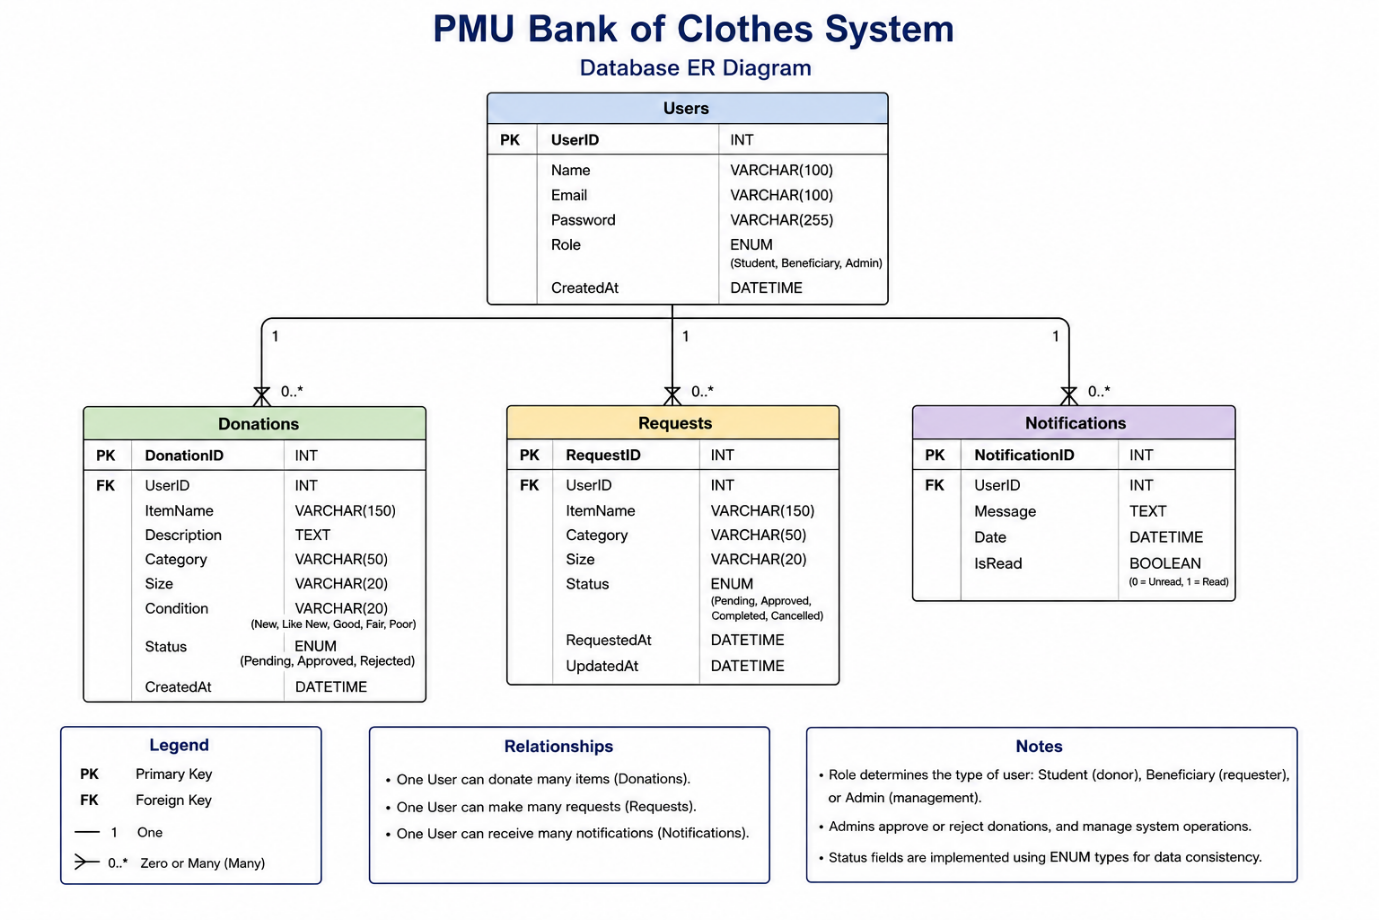 PMU Bank of Clothes System
Database ER Diagram
Users
PK UserID INT
Name VARCHAR(100)
Email VARCHAR(100)
Password VARCHAR(255)
Role ENUM
(Student, Beneficiary, Admin)
CreatedAt DATETIME
1 1 1
0..* 0..* 0..*
Donations
PK DonationID INT
FK UserID INT
ItemName VARCHAR(150)
Description TEXT
Category VARCHAR(50)
Size VARCHAR(20)
Condition VARCHAR(20)
(New, Like New, Good, Fair, Poor)
Status ENUM
(Pending, Approved, Rejected)
CreatedAt DATETIME
Requests
PK RequestID INT
FK UserID INT
ItemName VARCHAR(150)
Category VARCHAR(50)
Size VARCHAR(20)
Status ENUM
(Pending, Approved,
Completed, Cancelled)
RequestedAt DATETIME
UpdatedAt DATETIME
Notifications
PK NotificationID INT
FK UserID INT
Message TEXT
Date DATETIME
IsRead BOOLEAN
(0 = Unread, 1 = Read)
Legend
PK Primary Key
FK Foreign Key
1 One
0..* Zero or Many (Many)
Relationships
• One User can donate many items (Donations).
• One User can make many requests (Requests).
• One User can receive many notifications (Notifications).
Notes
• Role determines the type of user: Student (donor), Beneficiary (requester),
or Admin (management).
• Admins approve or reject donations, and manage system operations.
• Status fields are implemented using ENUM types for data consistency.